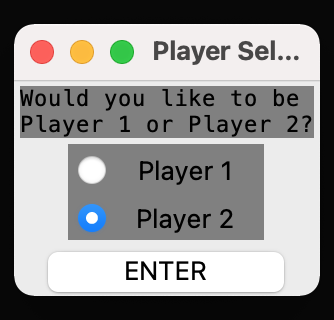 Player Sel...
Would you like to be
Player 1 or Player 2?
Player 1
Player 2
ENTER